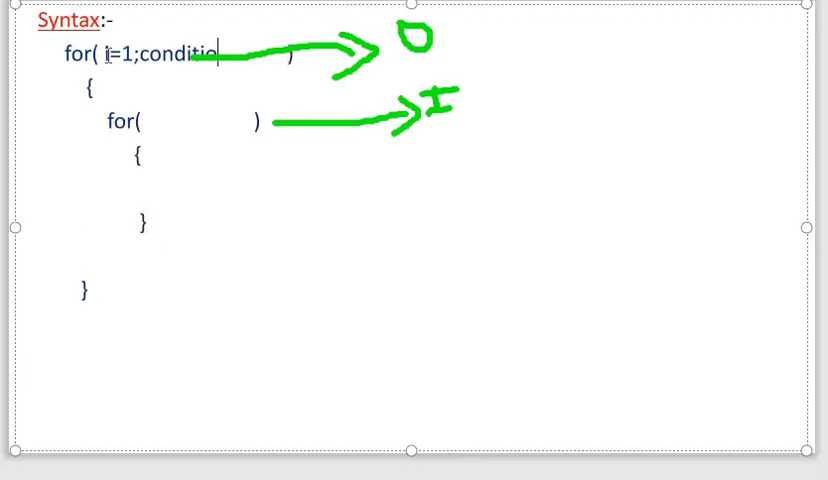 Syntax:-
for( i=1;conditio )
O
{
I
for( )
{
}
}